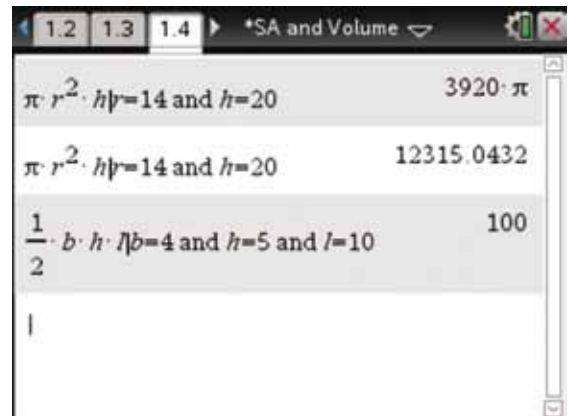 1.2 1.3 1.4 *SA and Volume
π· r²· h|r=14 and h=20 3920· π
π· r²· h|r=14 and h=20 12315.0432
1/2 · b· h· l|b=4 and h=5 and l=10 100